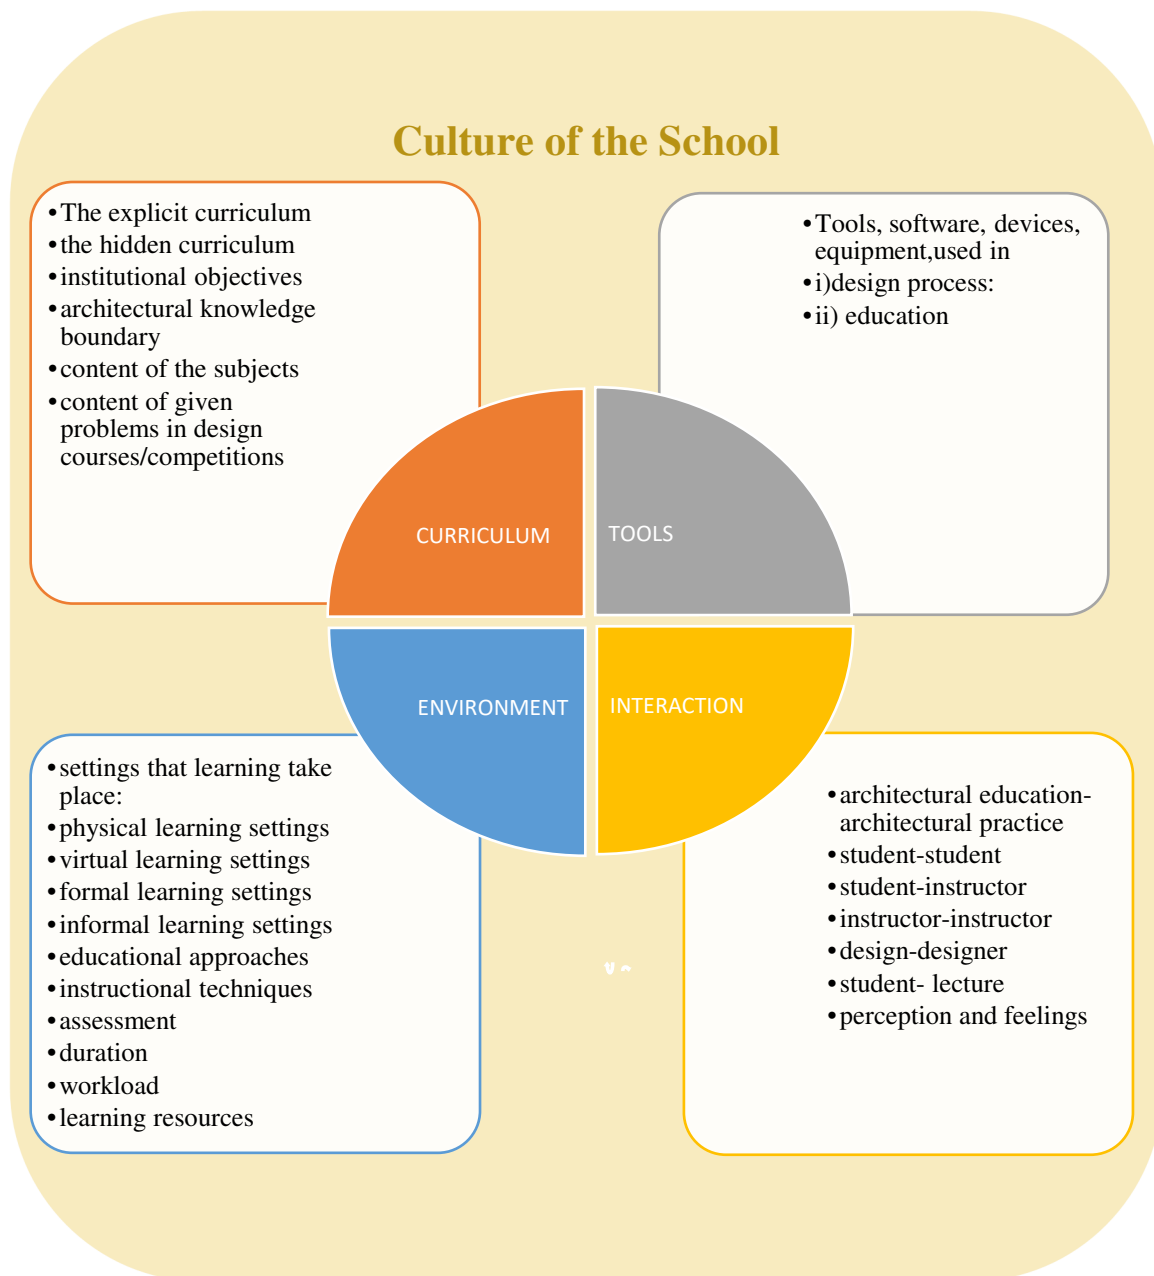 Culture of the School
•The explicit curriculum
•the hidden curriculum
•institutional objectives
•architectural knowledge
boundary
•content of the subjects
•content of given
problems in design
courses/competitions
•Tools, software, devices,
equipment,used in
•i)design process:
•ii) education
CURRICULUM
TOOLS
ENVIRONMENT
INTERACTION
•settings that learning take
place:
•physical learning settings
•virtual learning settings
•formal learning settings
•informal learning settings
•educational approaches
•instructional techniques
•assessment
•duration
•workload
•learning resources
•architectural education-
architectural practice
•student-student
•student-instructor
•instructor-instructor
•design-designer
•student- lecture
•perception and feelings